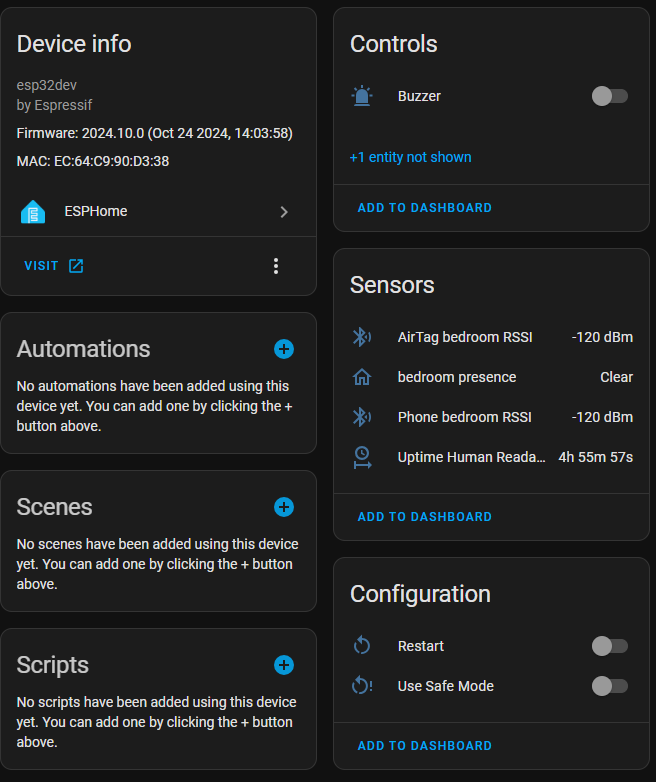 Device info
esp32dev
by Espressif
Firmware: 2024.10.0 (Oct 24 2024, 14:03:58)
MAC: EC:64:C9:90:D3:38
ESPHome
VISIT
Automations
No automations have been added using this
device yet. You can add one by clicking the +
button above.
Scenes
No scenes have been added using this device
yet. You can add one by clicking the + button
above.
Scripts
No scripts have been added using this device
yet. You can add one by clicking the + button
above.
Controls
Buzzer
+1 entity not shown
ADD TO DASHBOARD
Sensors
AirTag bedroom RSSI -120 dBm
bedroom presence Clear
Phone bedroom RSSI -120 dBm
Uptime Human Reada... 4h 55m 57s
ADD TO DASHBOARD
Configuration
Restart
Use Safe Mode
ADD TO DASHBOARD